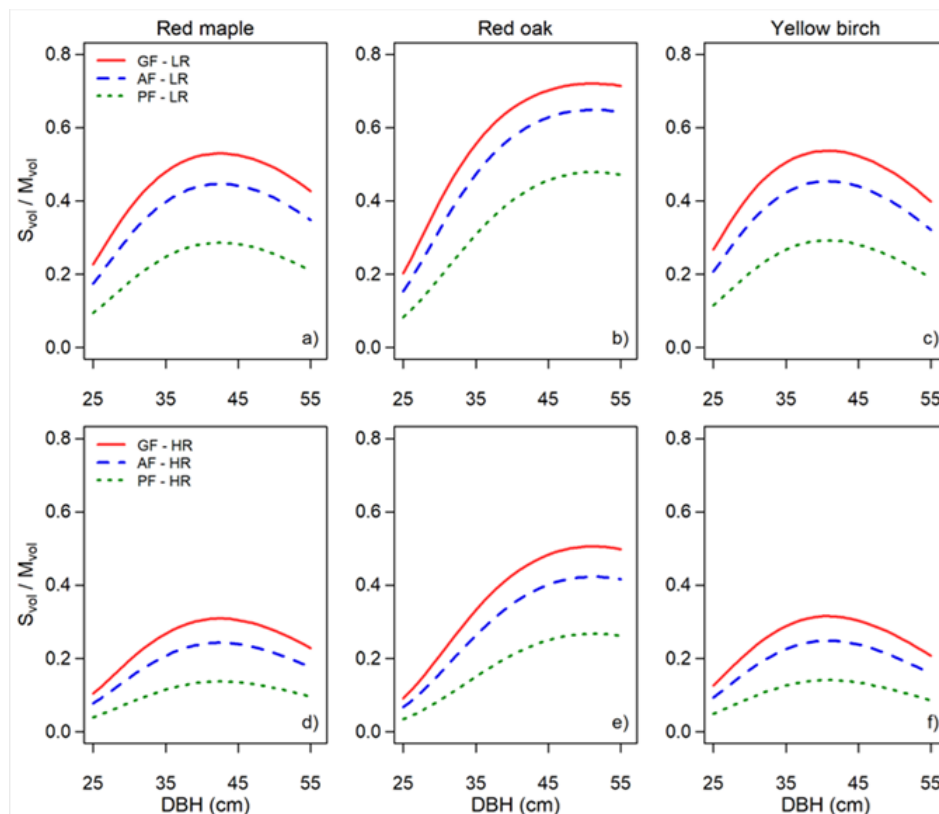 Red maple Red oak Yellow birch
0.8 0.8 0.8
GF - LR
AF - LR
PF - LR
0.6 0.6 0.6
S_vol / M_vol
0.4 0.4 0.4
0.2 0.2 0.2
0.0 a) 0.0 b) 0.0 c)
25 35 45 55 25 35 45 55 25 35 45 55
0.8 0.8 0.8
GF - HR
AF - HR
PF - HR
0.6 0.6 0.6
S_vol / M_vol
0.4 0.4 0.4
0.2 0.2 0.2
0.0 d) 0.0 e) 0.0 f)
25 35 45 55 25 35 45 55 25 35 45 55
DBH (cm) DBH (cm) DBH (cm)